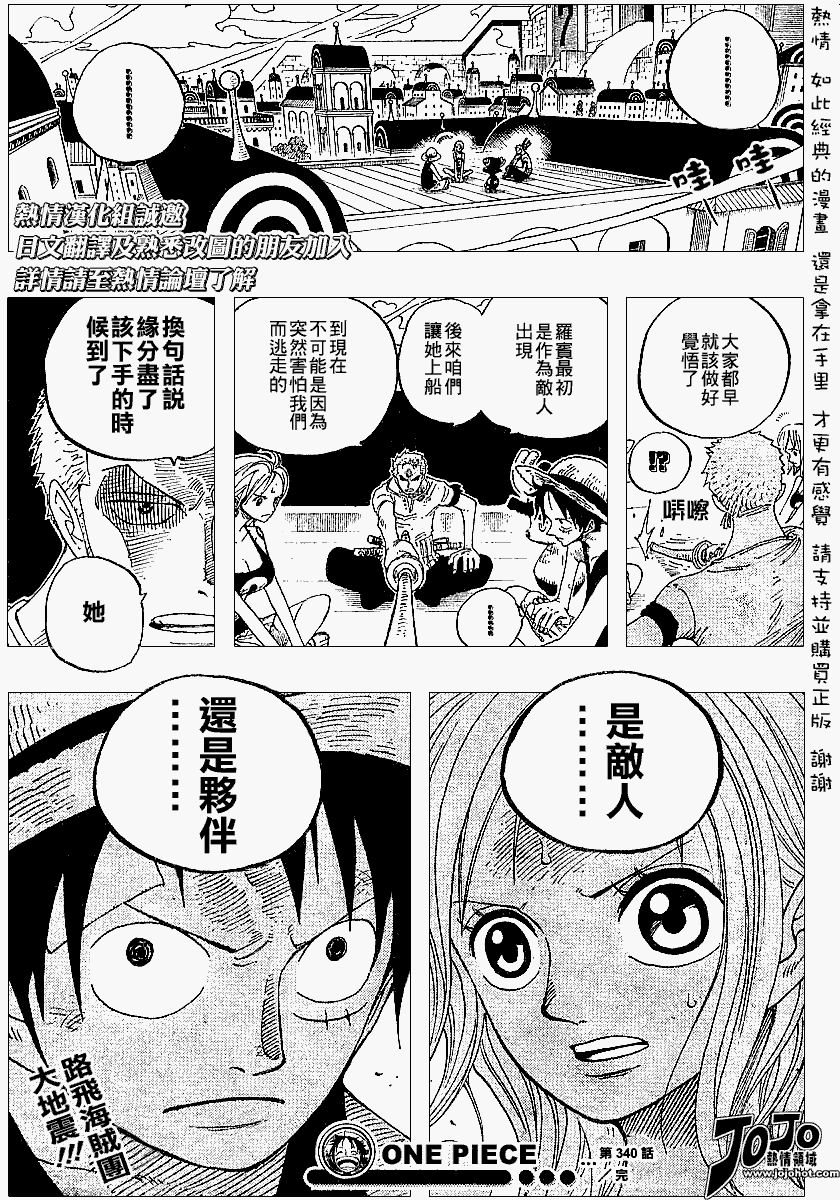 …………
…………
哇
哇
熱情漢化組誠邀
日文翻譯及熟悉改圖的朋友加入
詳情請至熱情論壇了解
大家都早
就該做好
覺悟了
!?
嗶嚓
羅賓最初
是作為敵人
出現
後來咱們
讓她上船
到現在
不可能是因為
突然害怕我們
而逃走的
……
換句話說
緣分盡了
該下手的時
候到了
她
是敵人
………
還是夥伴
………
路飛海賊團
大地震!!!
ONE PIECE
第 340 話
…／完
JOJO
熱情領域
www.jojohot.com
熱情 如此經典的漫畫 還是拿在手里 才更有感覺 請支持並購買正版 謝謝